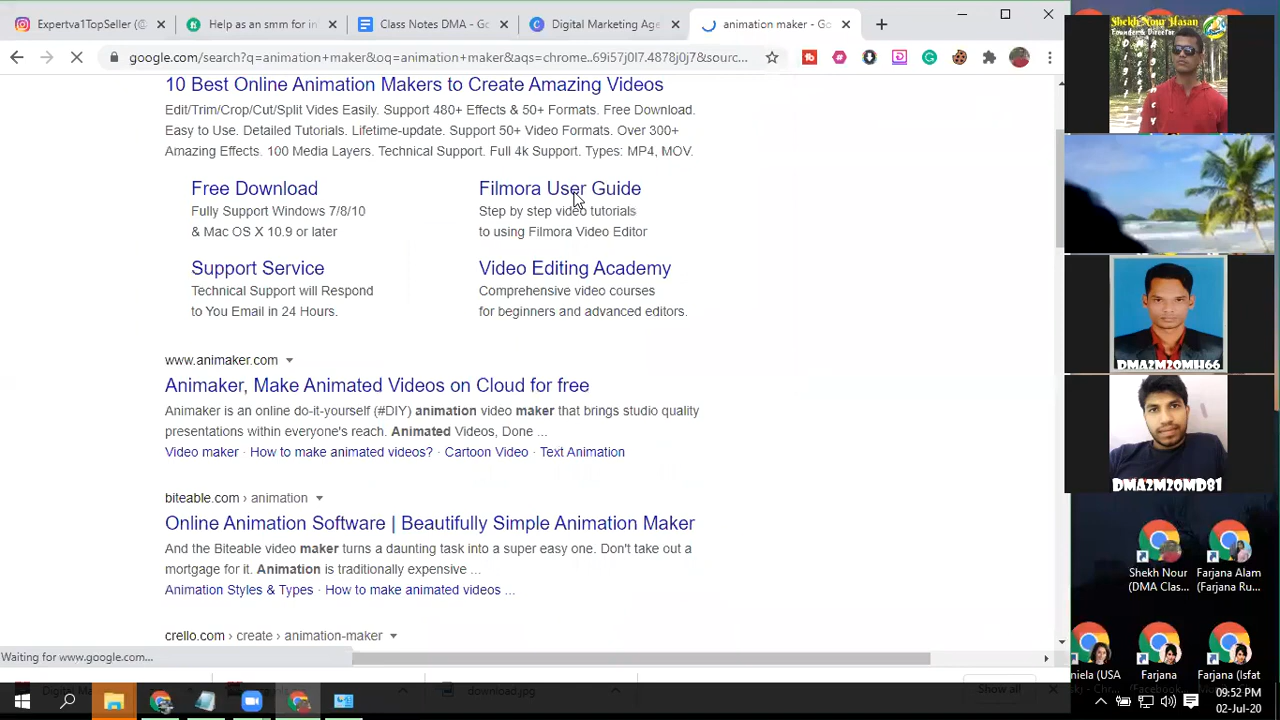 Expertva1TopSeller (@
Help as an smm for in
Class Notes DMA - Go
Digital Marketing Age
animation maker - Go
google.com/search?q=animation+maker&oq=animation+maker&aqs=chrome..69i57j0l7.4878j0j7&sourc...
10 Best Online Animation Makers to Create Amazing Videos
Edit/Trim/Crop/Cut/Split Vides Easily. Support 480+ Effects & 50+ Formats. Free Download.
Easy to Use. Detailed Tutorials. Lifetime-update. Support 50+ Video Formats. Over 300+
Amazing Effects. 100 Media Layers. Technical Support. Full 4k Support. Types: MP4, MOV.
Free Download
Fully Support Windows 7/8/10
& Mac OS X 10.9 or later
Filmora User Guide
Step by step video tutorials
to using Filmora Video Editor
Support Service
Technical Support will Respond
to You Email in 24 Hours.
Video Editing Academy
Comprehensive video courses
for beginners and advanced editors.
www.animaker.com
Animaker, Make Animated Videos on Cloud for free
Animaker is an online do-it-yourself (#DIY) animation video maker that brings studio quality
presentations within everyone's reach. Animated Videos, Done ...
Video maker · How to make animated videos? · Cartoon Video · Text Animation
biteable.com › animation
Online Animation Software | Beautifully Simple Animation Maker
And the Biteable video maker turns a daunting task into a super easy one. Don't take out a
mortgage for it. Animation is traditionally expensive ...
Animation Styles & Types · How to make animated videos ...
crello.com › create › animation-maker
Waiting for www.google.com...
download.jpg
Show all
Shekh Nour Hasan
Founder & Director
DMA2M20MH66
DMA2M20MD81
Shekh Nour
(DMA Clas...
Farjana Alam
(Farjana Ru...
niela (USA
Farjana
(Facebook
Farjana
(Isfat
09:52 PM
02-Jul-20